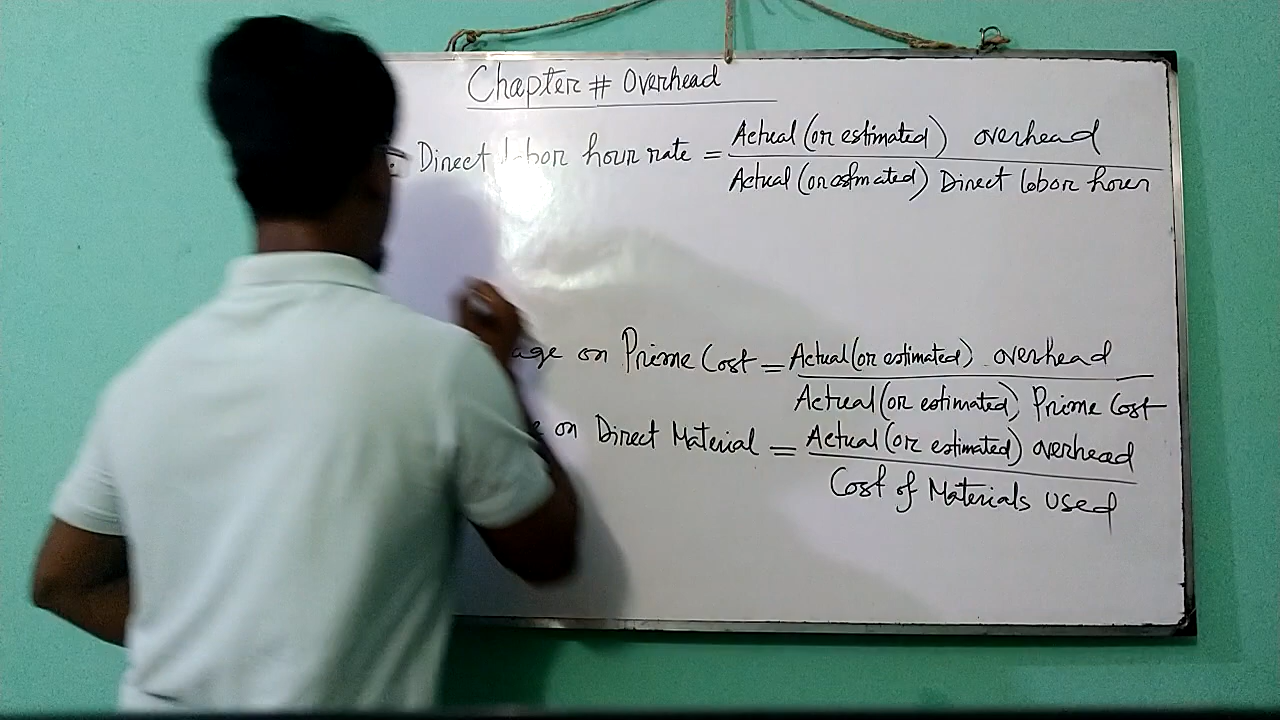 Chapter # Overhead
Direct labor hour rate = Actual (or estimated) overhead
Actual (or estimated) Direct labor hour
age on Prime Cost = Actual (or estimated) overhead
Actual (or estimated) Prime Cost
e on Direct Material = Actual (or estimated) overhead
Cost of Materials Used